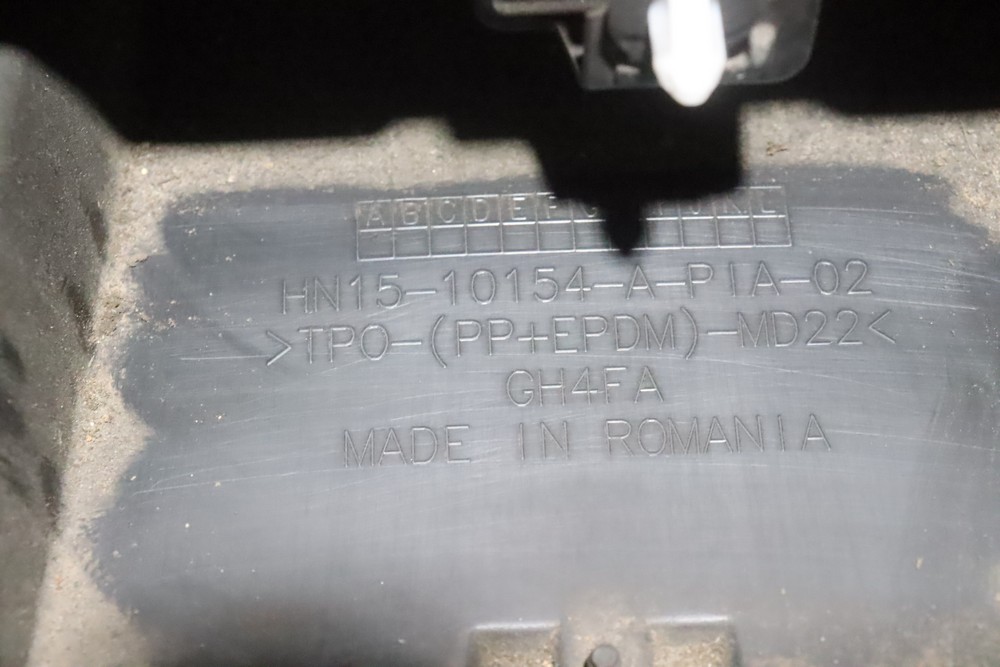 A B C D E F G H I J K L
HN15-10154-A-PIA-02
>TPO-(PP+EPDM)-MD22<
GH4FA
MADE IN ROMANIA